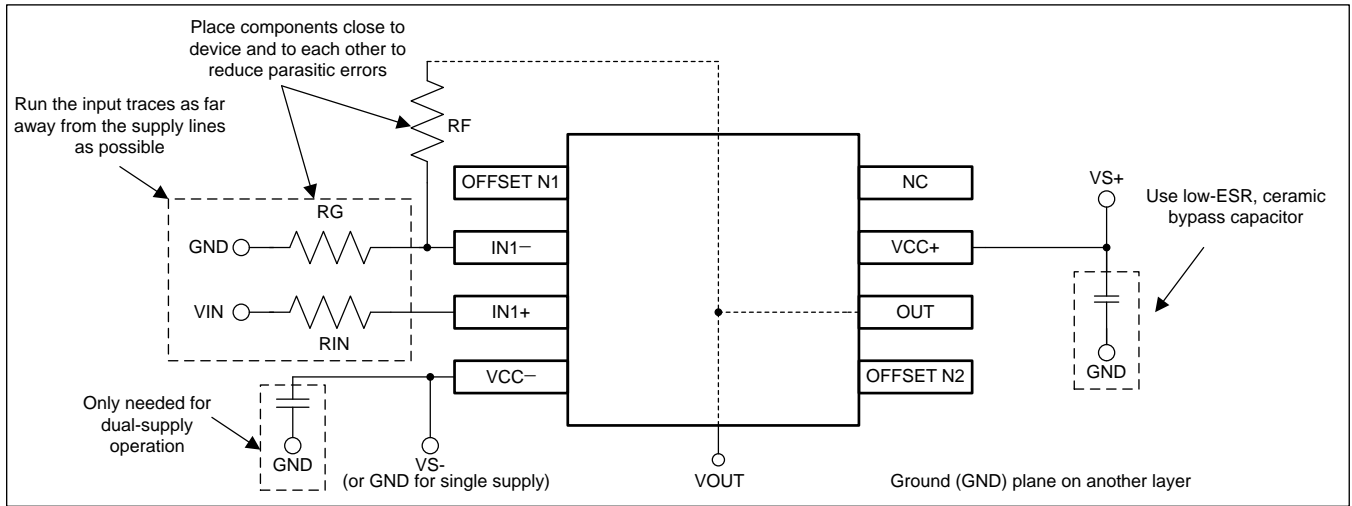 Place components close to
device and to each other to
reduce parasitic errors
Run the input traces as far
away from the supply lines
as possible
RF
OFFSET N1
NC
VS+
Use low-ESR, ceramic
bypass capacitor
RG
GND
IN1−
VCC+
VIN
IN1+
OUT
RIN
GND
VCC−
OFFSET N2
Only needed for
dual-supply
operation
GND
VS-
(or GND for single supply)
VOUT
Ground (GND) plane on another layer